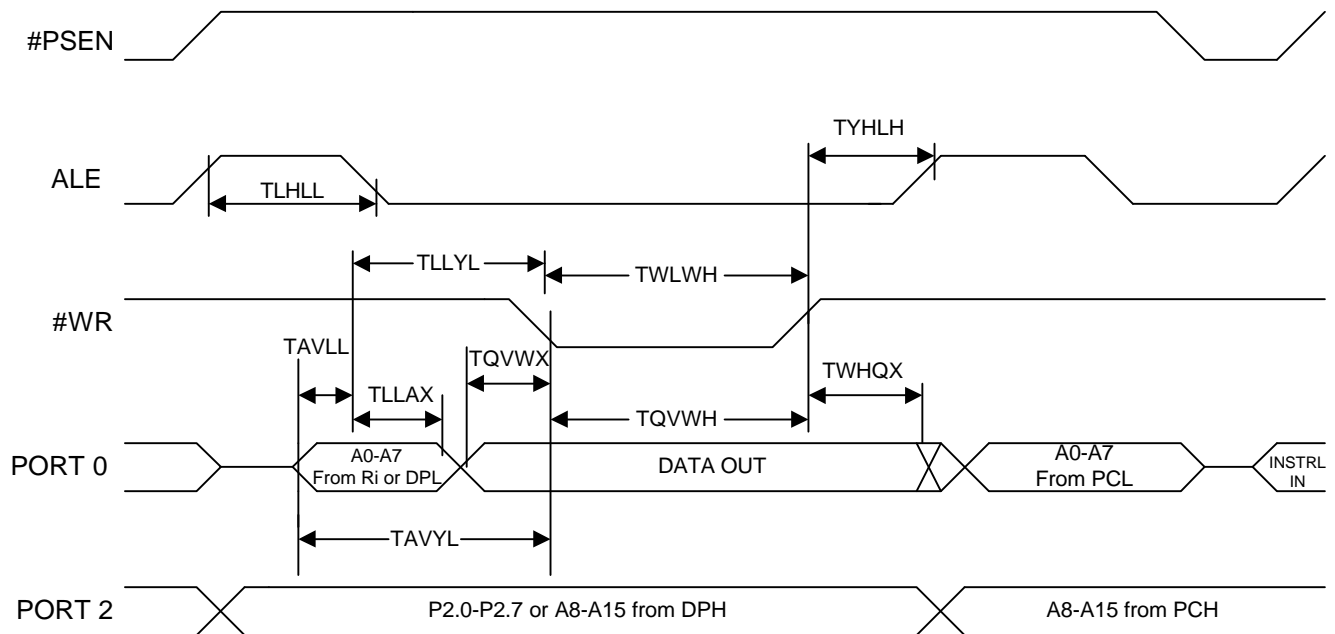 #PSEN
TYHLH
ALE
TLHLL
TLLYL
TWLWH
#WR
TAVLL
TQVWX
TLLAX
TWHQX
TQVWH
PORT 0
A0-A7
From Ri or DPL
DATA OUT
A0-A7
From PCL
INSTRL
IN
TAVYL
PORT 2
P2.0-P2.7 or A8-A15 from DPH
A8-A15 from PCH